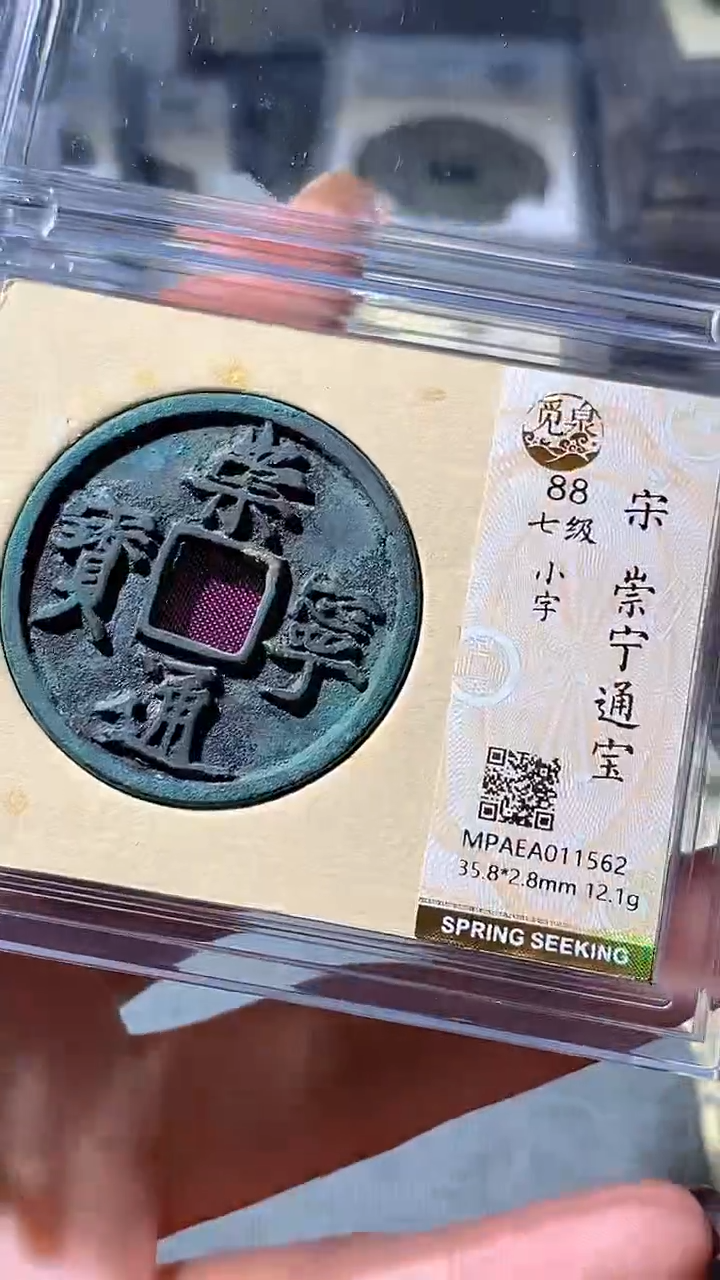 崇寧通寶
觅泉
88
七级
小字
宋 崇宁通宝
MPAEA011562
35.8*2.8mm 12.1g
SPRING SEEKING